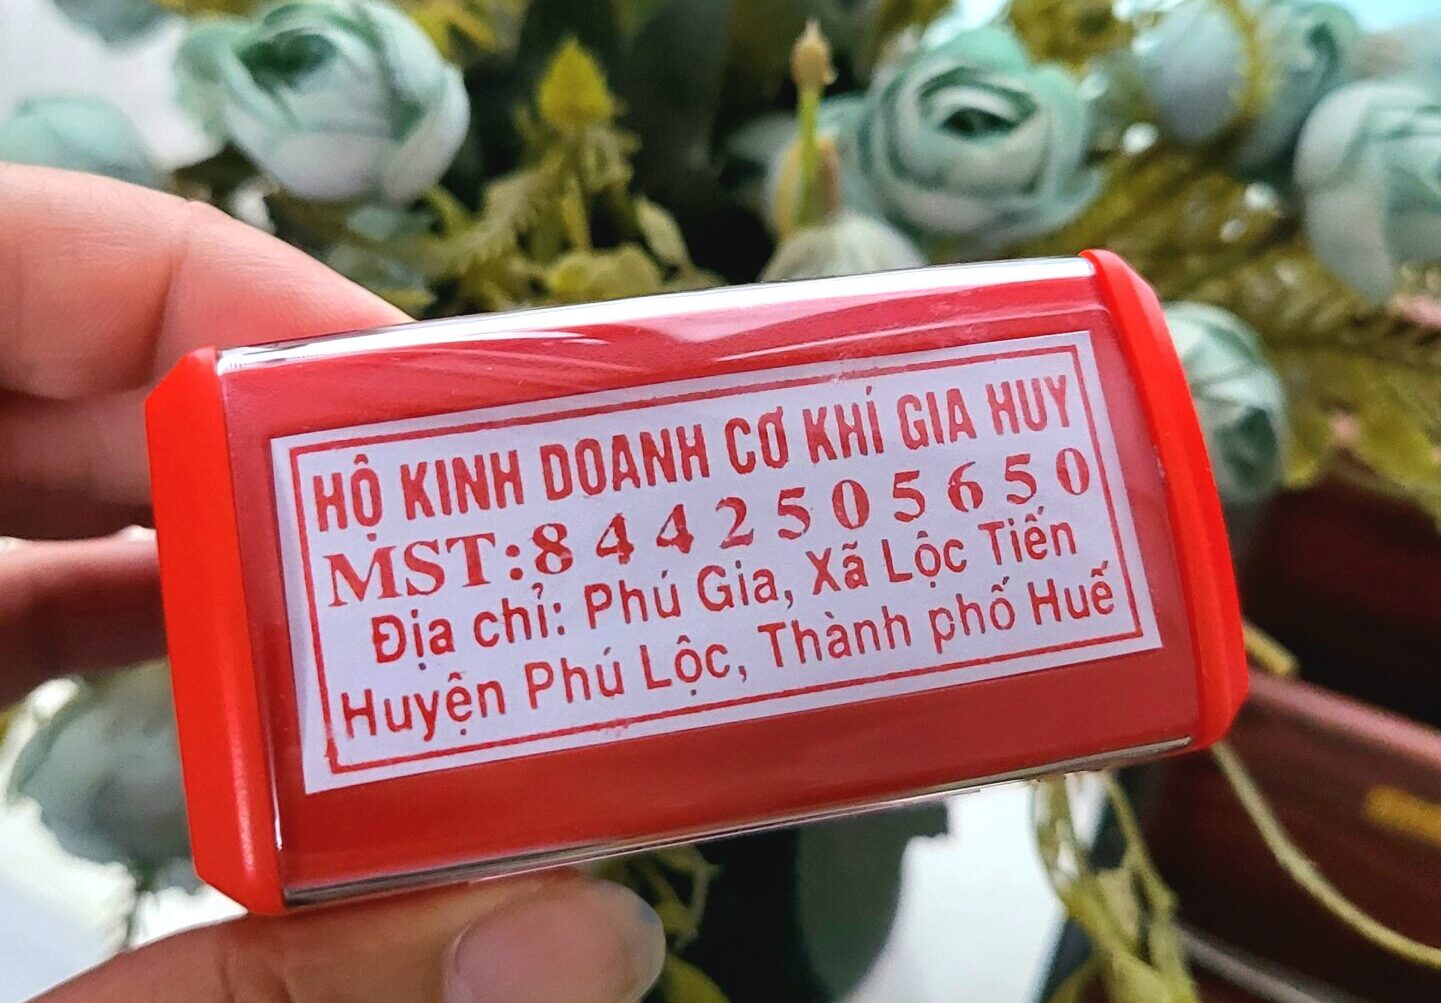 HỘ KINH DOANH CƠ KHÍ GIA HUY
MST:8442505650
Địa chỉ: Phú Gia, Xã Lộc Tiến
Huyện Phú Lộc, Thành phố Huế